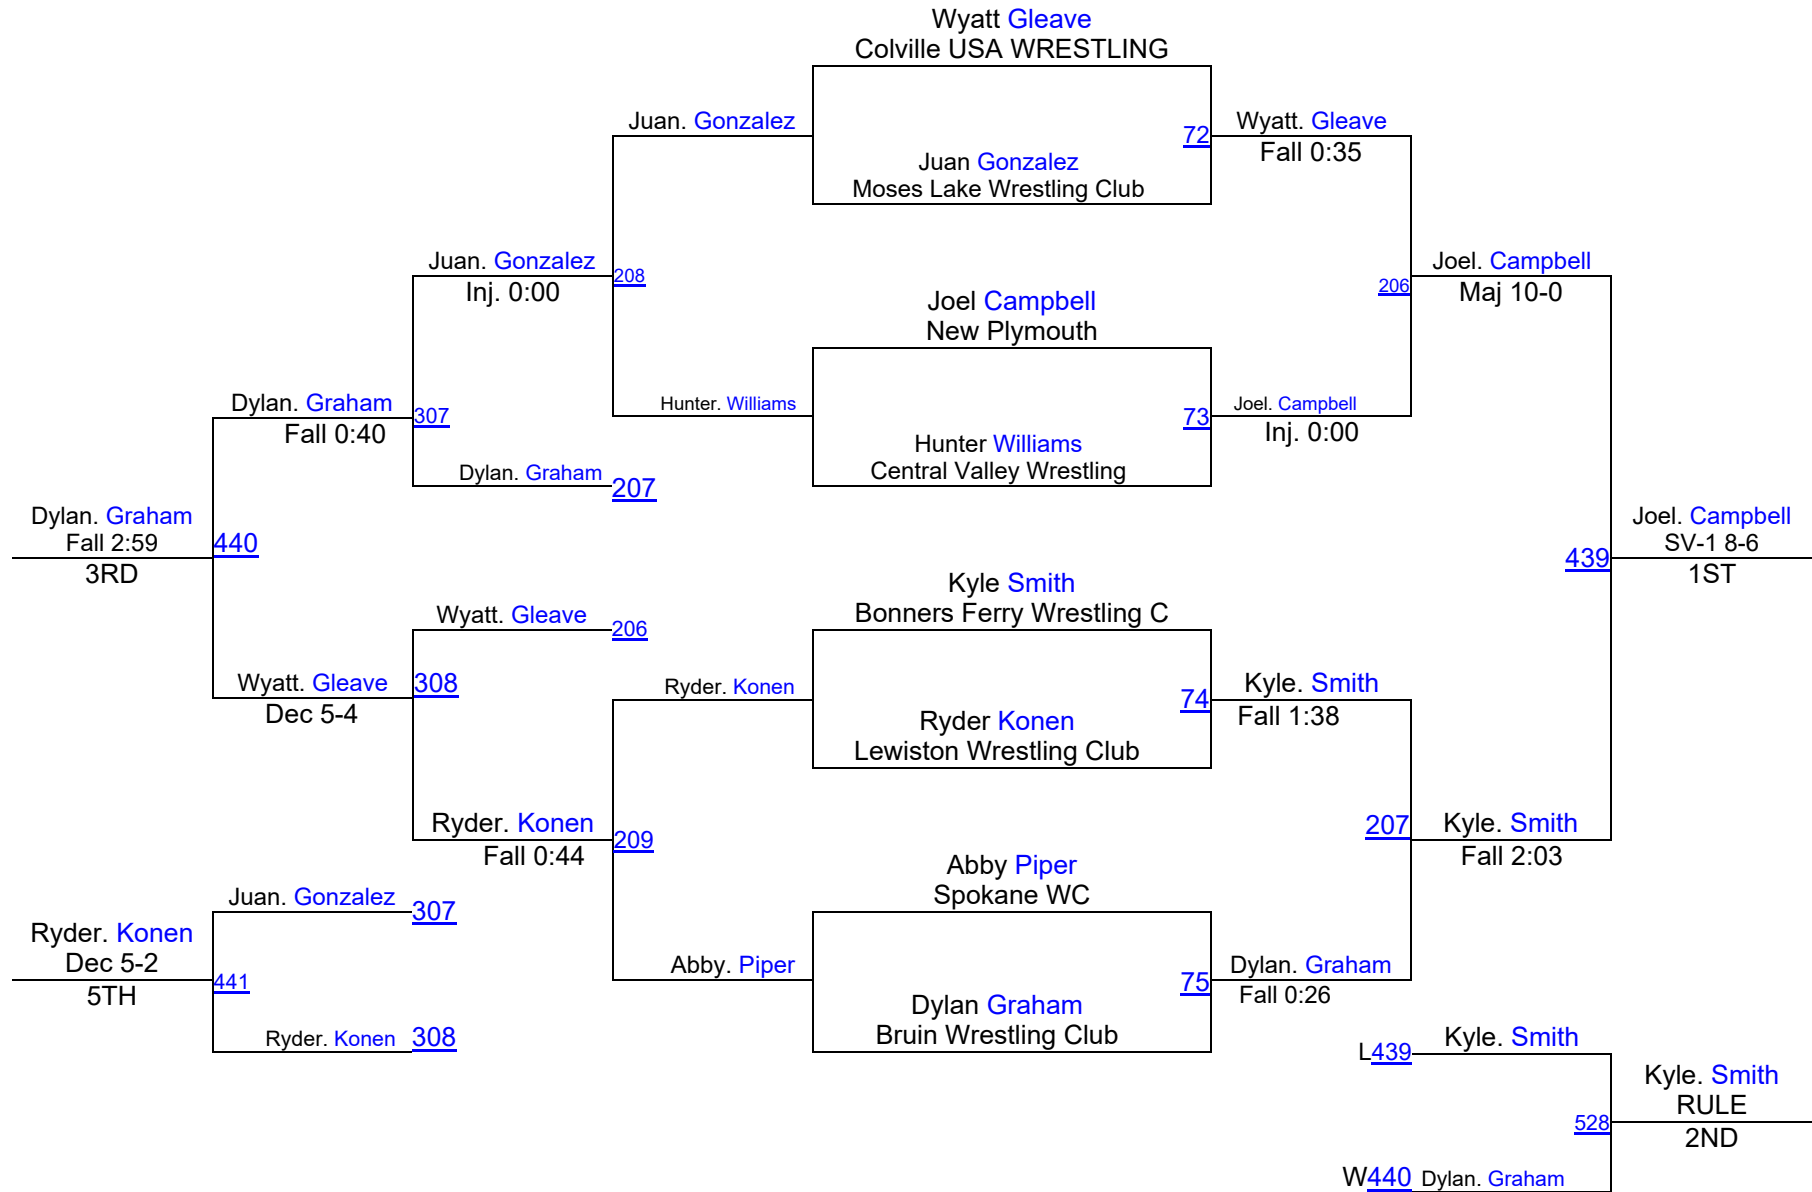 Wyatt Gleave
Colville USA WRESTLING
Juan. Gonzalez
72
Wyatt. Gleave
Fall 0:35
Juan Gonzalez
Moses Lake Wrestling Club
Juan. Gonzalez
Inj. 0:00
208
Joel Campbell
New Plymouth
206
Joel. Campbell
Maj 10-0
Dylan. Graham
Fall 0:40
307
Hunter. Williams
73
Joel. Campbell
Inj. 0:00
Hunter Williams
Central Valley Wrestling
Dylan. Graham
207
Dylan. Graham
Fall 2:59
3RD
440
439
Joel. Campbell
SV-1 8-6
1ST
Kyle Smith
Bonners Ferry Wrestling C
Wyatt. Gleave
206
Wyatt. Gleave
Dec 5-4
308
Ryder. Konen
74
Kyle. Smith
Fall 1:38
Ryder Konen
Lewiston Wrestling Club
Ryder. Konen
Fall 0:44
209
207
Kyle. Smith
Fall 2:03
Abby Piper
Spokane WC
Juan. Gonzalez
307
Ryder. Konen
Dec 5-2
5TH
441
Abby. Piper
75
Dylan. Graham
Fall 0:26
Dylan Graham
Bruin Wrestling Club
Ryder. Konen
308
L439
Kyle. Smith
Kyle. Smith
RULE
2ND
528
W440
Dylan. Graham